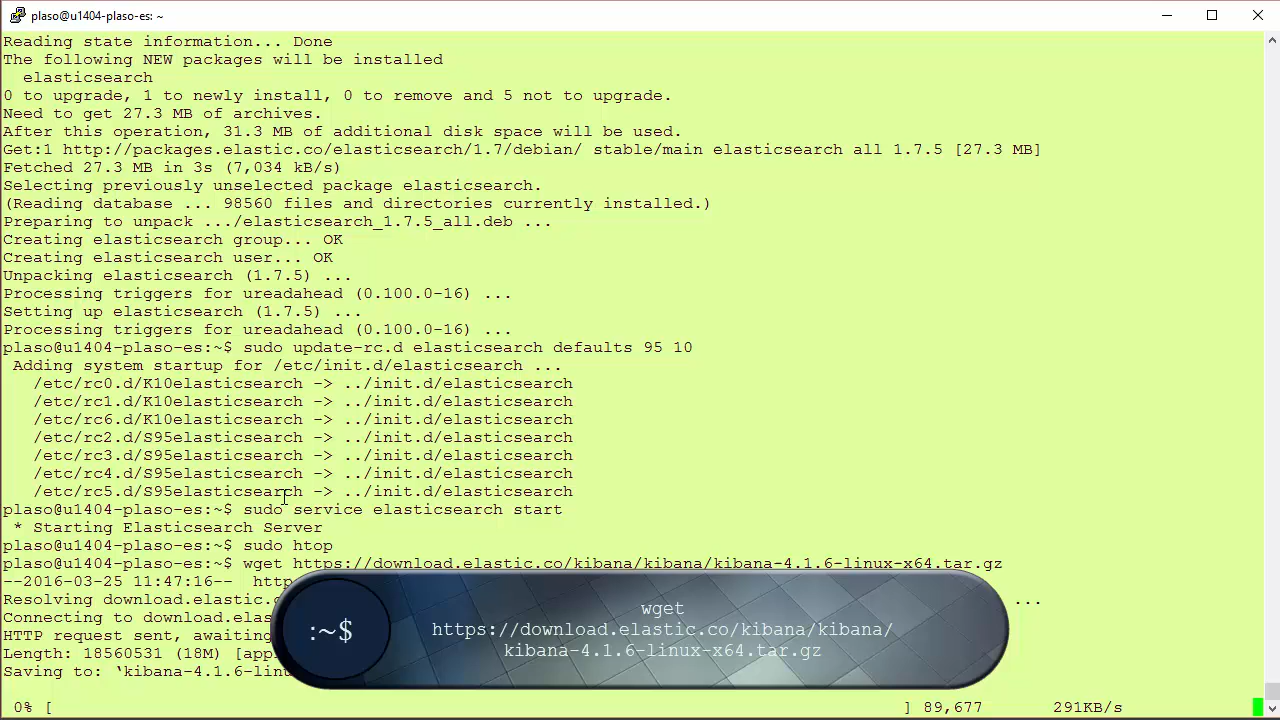 plaso@u1404-plaso-es: ~
Reading state information... Done
The following NEW packages will be installed
  elasticsearch
0 to upgrade, 1 to newly install, 0 to remove and 5 not to upgrade.
Need to get 27.3 MB of archives.
After this operation, 31.3 MB of additional disk space will be used.
Get:1 http://packages.elastic.co/elasticsearch/1.7/debian/ stable/main elasticsearch all 1.7.5 [27.3 MB]
Fetched 27.3 MB in 3s (7,034 kB/s)
Selecting previously unselected package elasticsearch.
(Reading database ... 98560 files and directories currently installed.)
Preparing to unpack .../elasticsearch_1.7.5_all.deb ...
Creating elasticsearch group... OK
Creating elasticsearch user... OK
Unpacking elasticsearch (1.7.5) ...
Processing triggers for ureadahead (0.100.0-16) ...
Setting up elasticsearch (1.7.5) ...
Processing triggers for ureadahead (0.100.0-16) ...
plaso@u1404-plaso-es:~$ sudo update-rc.d elasticsearch defaults 95 10
 Adding system startup for /etc/init.d/elasticsearch ...
   /etc/rc0.d/K10elasticsearch -> ../init.d/elasticsearch
   /etc/rc1.d/K10elasticsearch -> ../init.d/elasticsearch
   /etc/rc6.d/K10elasticsearch -> ../init.d/elasticsearch
   /etc/rc2.d/S95elasticsearch -> ../init.d/elasticsearch
   /etc/rc3.d/S95elasticsearch -> ../init.d/elasticsearch
   /etc/rc4.d/S95elasticsearch -> ../init.d/elasticsearch
   /etc/rc5.d/S95elasticsearch -> ../init.d/elasticsearch
plaso@u1404-plaso-es:~$ sudo service elasticsearch start
 * Starting Elasticsearch Server
plaso@u1404-plaso-es:~$ sudo htop
plaso@u1404-plaso-es:~$ wget https://download.elastic.co/kibana/kibana/kibana-4.1.6-linux-x64.tar.gz
--2016-03-25 11:47:16--  http
Resolving download.elastic. ...
Connecting to download.elas
HTTP request sent, awaiting
Length: 18560531 (18M) [app
Saving to: ‘kibana-4.1.6-linu
 0% [ ] 89,677 291KB/s
:~$
wget
https://download.elastic.co/kibana/kibana/
kibana-4.1.6-linux-x64.tar.gz